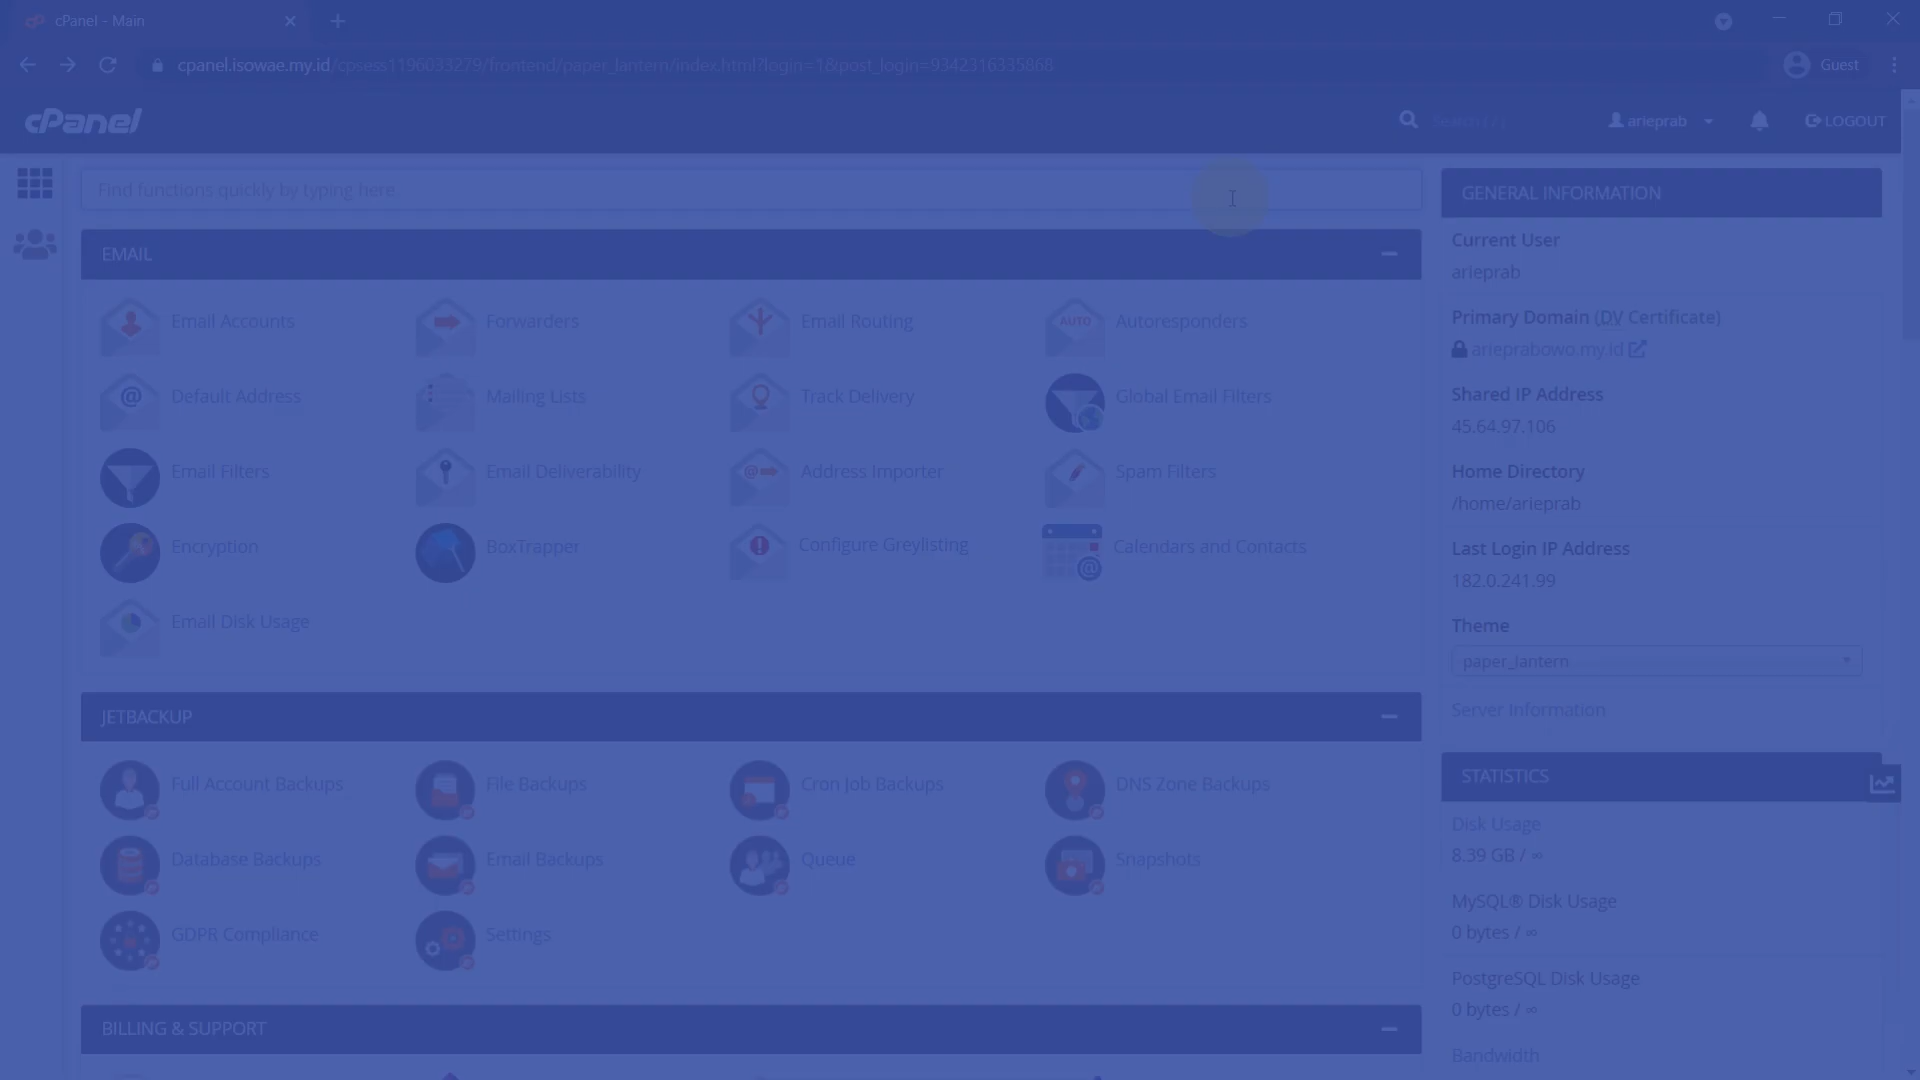 cPanel - Main
cpanel.isowae.my.id/cpsess1196033279/frontend/paper_lantern/index.html?login=1&post_login=9342316335868
Guest
cPanel
Search ( / )
arieprab
LOGOUT
Find functions quickly by typing here.
EMAIL
Email Accounts
Forwarders
Email Routing
AUTO
Autoresponders
@
Default Address
Mailing Lists
Track Delivery
Global Email Filters
Email Filters
Email Deliverability
@
Address Importer
Spam Filters
Encryption
BoxTrapper
Configure Greylisting
@
Calendars and Contacts
Email Disk Usage
JETBACKUP
Full Account Backups
File Backups
Cron Job Backups
DNS Zone Backups
Database Backups
Email Backups
Queue
Snapshots
GDPR Compliance
Settings
BILLING & SUPPORT
GENERAL INFORMATION
Current User
arieprab
Primary Domain (DV Certificate)
arieprabowo.my.id
Shared IP Address
45.64.97.106
Home Directory
/home/arieprab
Last Login IP Address
182.0.241.99
Theme
paper_lantern
Server Information
STATISTICS
Disk Usage
8.39 GB / ∞
MySQL® Disk Usage
0 bytes / ∞
PostgreSQL Disk Usage
0 bytes / ∞
Bandwidth